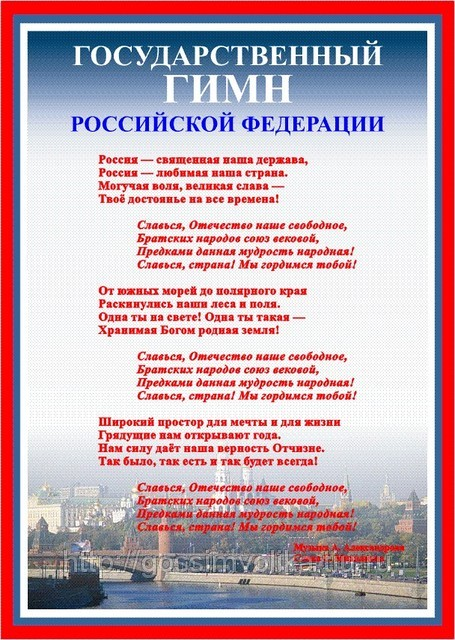 ГОСУДАРСТВЕННЫЙ
ГИМН
РОССИЙСКОЙ ФЕДЕРАЦИИ
Россия — священная наша держава,
Россия — любимая наша страна.
Могучая воля, великая слава —
Твоё достоянье на все времена!
Славься, Отечество наше свободное,
Братских народов союз вековой,
Предками данная мудрость народная!
Славься, страна! Мы гордимся тобой!
От южных морей до полярного края
Раскинулись наши леса и поля.
Одна ты на свете! Одна ты такая —
Хранимая Богом родная земля!
Славься, Отечество наше свободное,
Братских народов союз вековой,
Предками данная мудрость народная!
Славься, страна! Мы гордимся тобой!
Широкий простор для мечты и для жизни
Грядущие нам открывают года.
Нам силу даёт наша верность Отчизне.
Так было, так есть и так будет всегда!
Славься, Отечество наше свободное,
Братских народов союз вековой,
Предками данная мудрость народная!
Славься, страна! Мы гордимся тобой!
Музыка А. Александрова